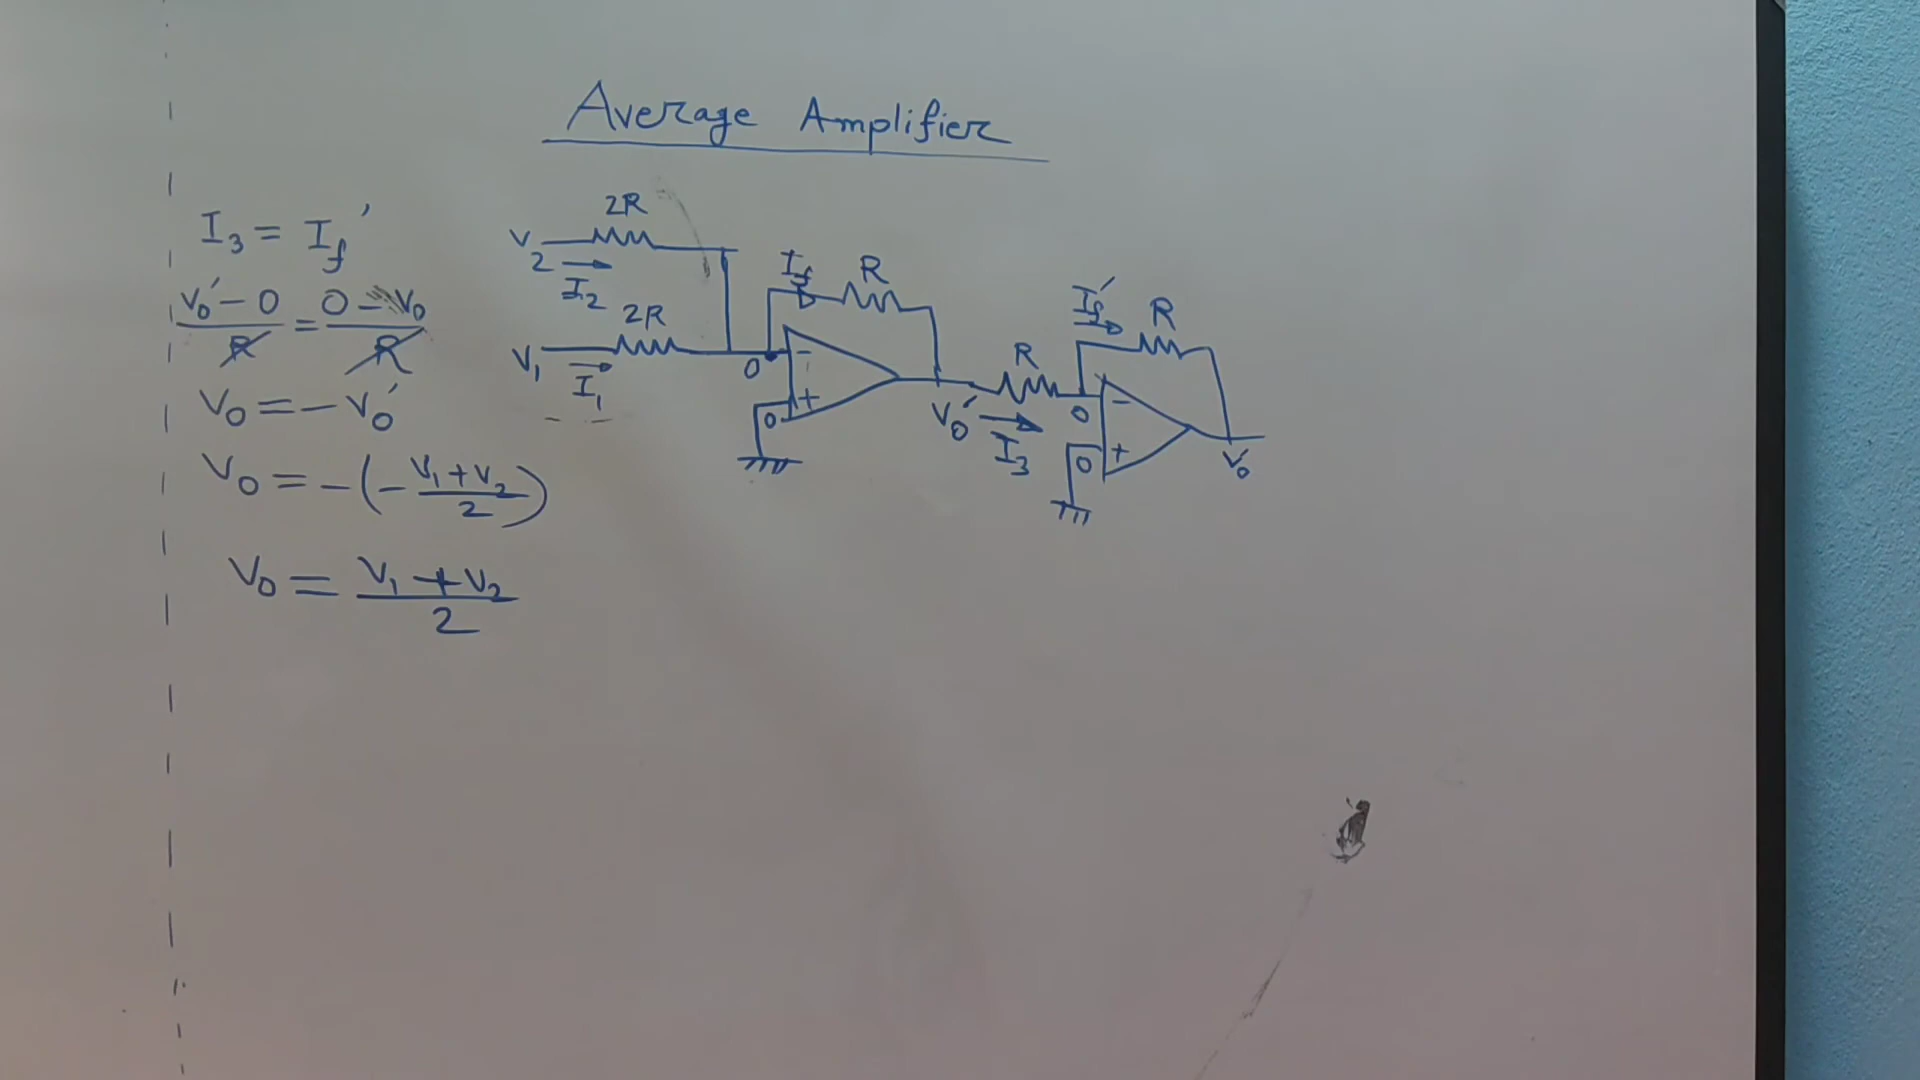 Average Amplifier
I3 = If'
V0' - 0 / R = 0 - V0 / R
V0 = - V0'
V0 = - (- V1 + V2 / 2)
V0 = V1 + V2 / 2
2R
V2
I2
2R
V1
I1
If
R
0
-
+
0
V0'
R
I3
If'
R
0
-
+
0
V0